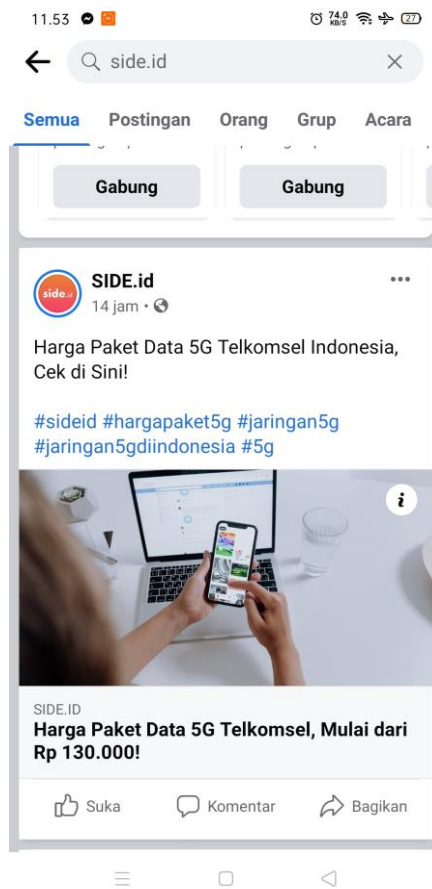 11.53
74.0
KB/S
27
side.id
Semua Postingan Orang Grup Acara
Gabung Gabung
side.id
SIDE.id
14 jam •
Harga Paket Data 5G Telkomsel Indonesia,
Cek di Sini!
#sideid #hargapaket5g #jaringan5g
#jaringan5gdiindonesia #5g
i
SIDE.ID
Harga Paket Data 5G Telkomsel, Mulai dari
Rp 130.000!
Suka Komentar Bagikan